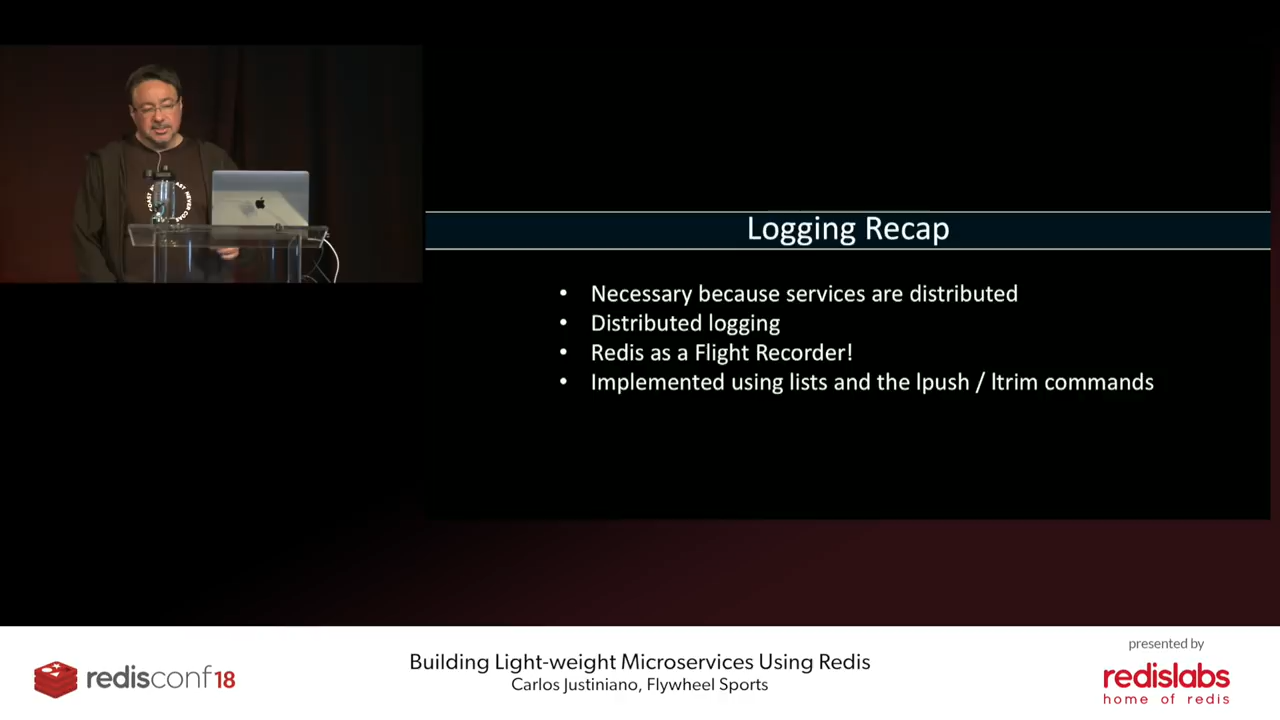 Logging Recap
• Necessary because services are distributed
• Distributed logging
• Redis as a Flight Recorder!
• Implemented using lists and the lpush / ltrim commands
redisconf18
Building Light-weight Microservices Using Redis
Carlos Justiniano, Flywheel Sports
presented by
redislabs
home of redis